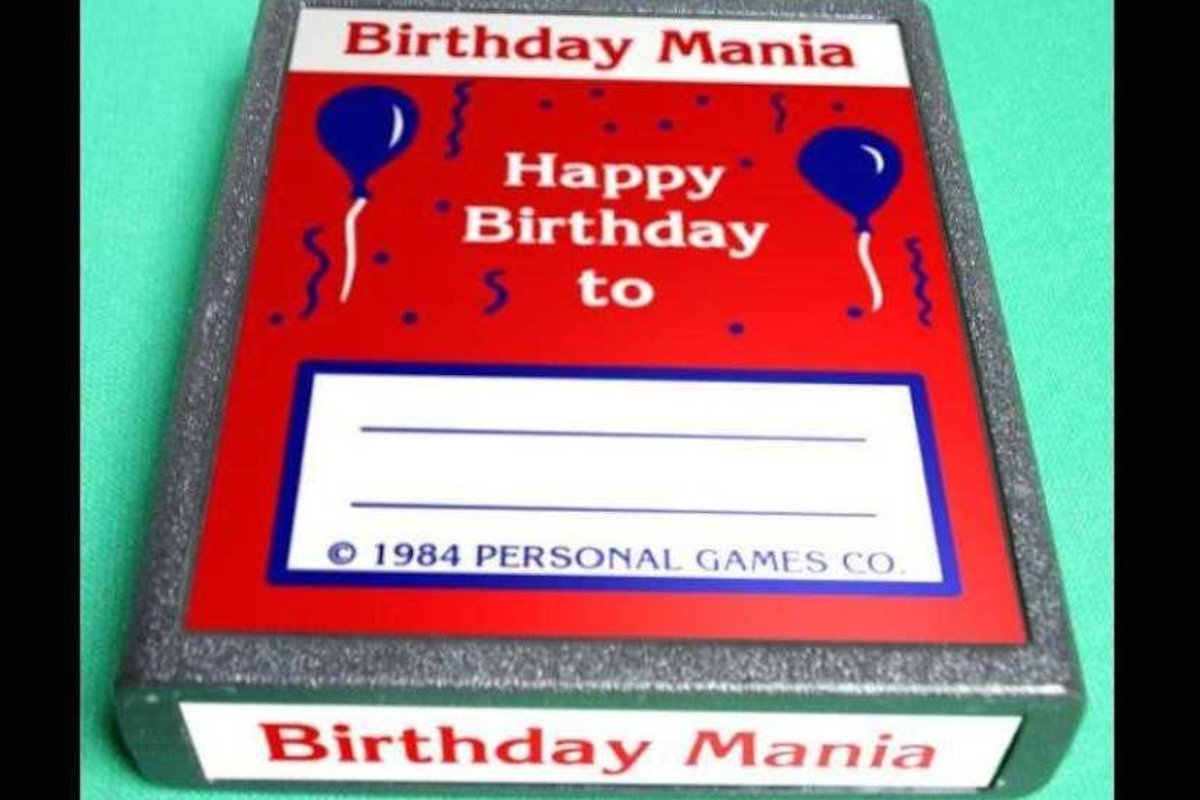 Birthday Mania
Happy
Birthday
to
© 1984 PERSONAL GAMES CO.
Birthday Mania